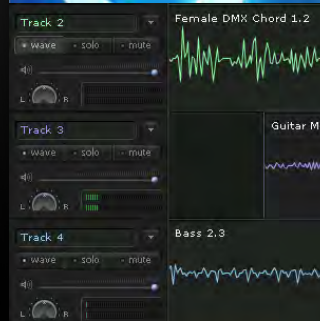 Track 2
Female DMX Chord 1.2
wave solo mute
L R
Track 3
Guitar M
wave solo mute
L R
Track 4
Bass 2.3
wave solo mute
L R